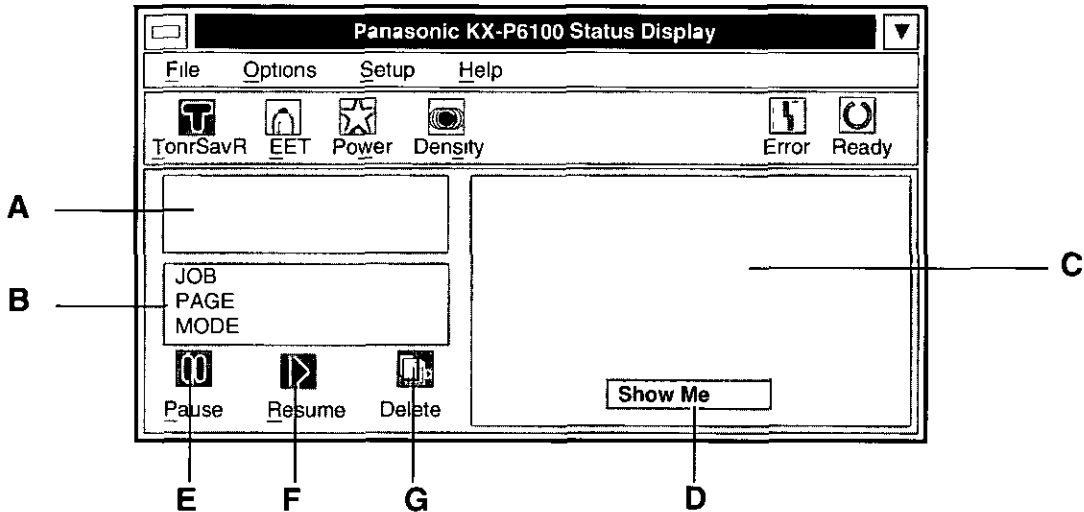 Panasonic KX-P6100 Status Display
File Options Setup Help
TonrSavR EET Power Density Error Ready
A
C
JOB
B
PAGE
MODE
Show Me
Pause Resume Delete
E F G D